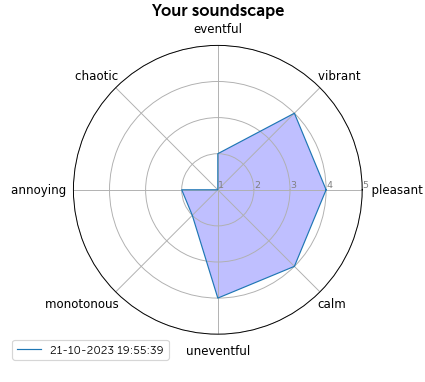 Your soundscape
eventful
chaotic
vibrant
annoying
1 2 3 4 5
pleasant
monotonous
calm
uneventful
21-10-2023 19:55:39